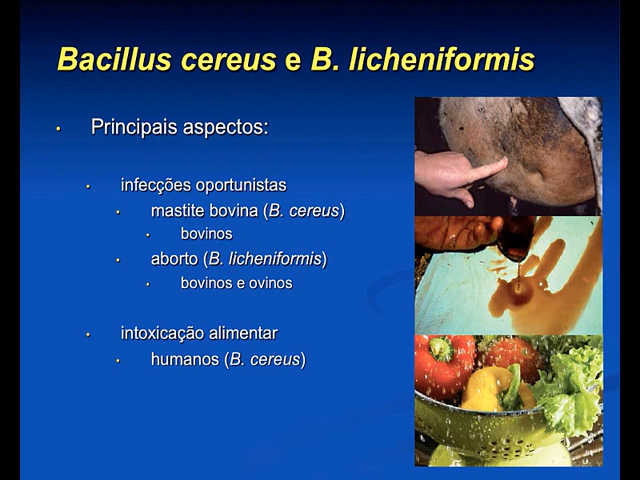 Bacillus cereus e B. licheniformis
• Principais aspectos:
• infecções oportunistas
• mastite bovina (B. cereus)
• bovinos
• aborto (B. licheniformis)
• bovinos e ovinos
• intoxicação alimentar
• humanos (B. cereus)